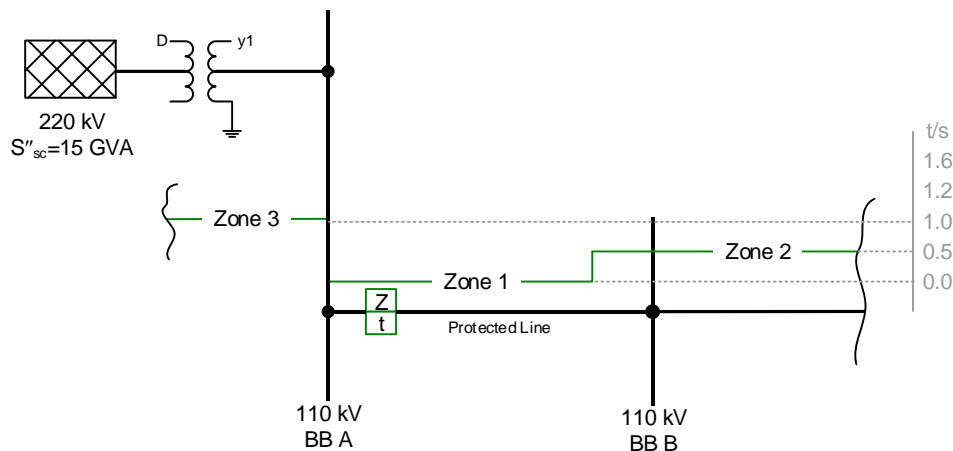 D
y1
220 kV
S″sc=15 GVA
t/s
1.6
1.2
1.0
0.5
0.0
Zone 3
Zone 1
Zone 2
Z
t
Protected Line
110 kV
BB A
110 kV
BB B